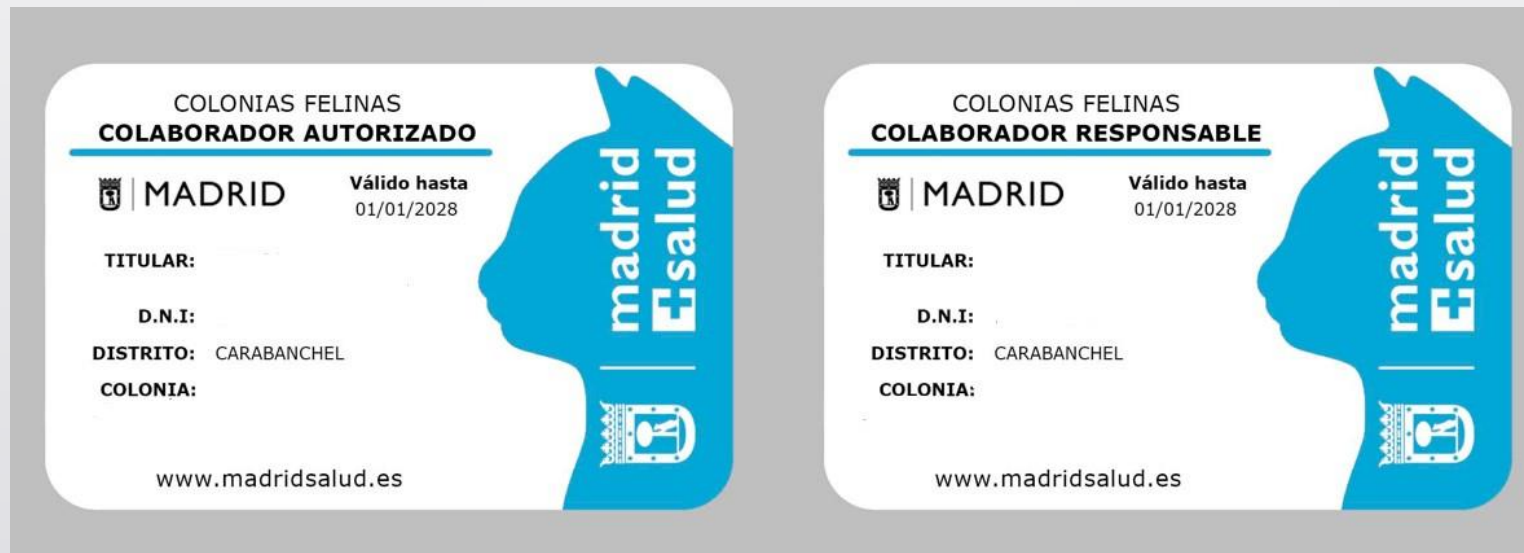 COLONIAS FELINAS
COLABORADOR AUTORIZADO
MADRID
Válido hasta
01/01/2028
TITULAR:
D.N.I:
DISTRITO: CARABANCHEL
COLONIA:
www.madridsalud.es
madrid
salud
COLONIAS FELINAS
COLABORADOR RESPONSABLE
MADRID
Válido hasta
01/01/2028
TITULAR:
D.N.I:
DISTRITO: CARABANCHEL
COLONIA:
www.madridsalud.es
madrid
salud